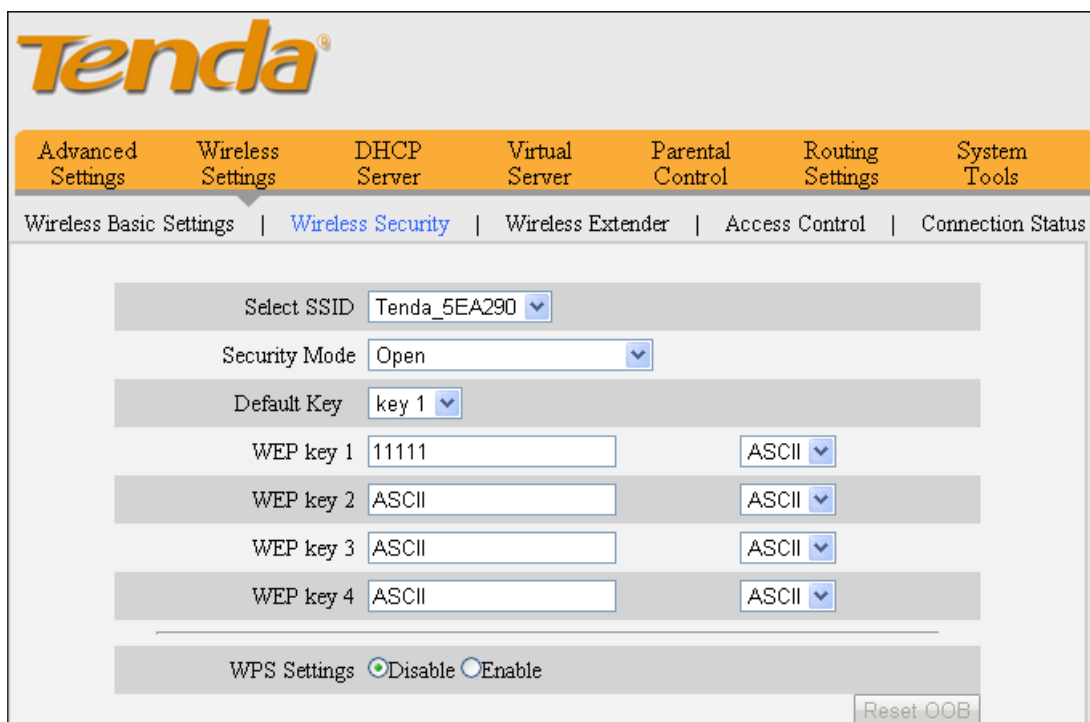 Tenda®
Advanced Settings Wireless Settings DHCP Server Virtual Server Parental Control Routing Settings System Tools
Wireless Basic Settings | Wireless Security | Wireless Extender | Access Control | Connection Status
Select SSID Tenda_5EA290
Security Mode Open
Default Key key 1
WEP key 1 11111 ASCII
WEP key 2 ASCII ASCII
WEP key 3 ASCII ASCII
WEP key 4 ASCII ASCII
WPS Settings Disable Enable
Reset OOB